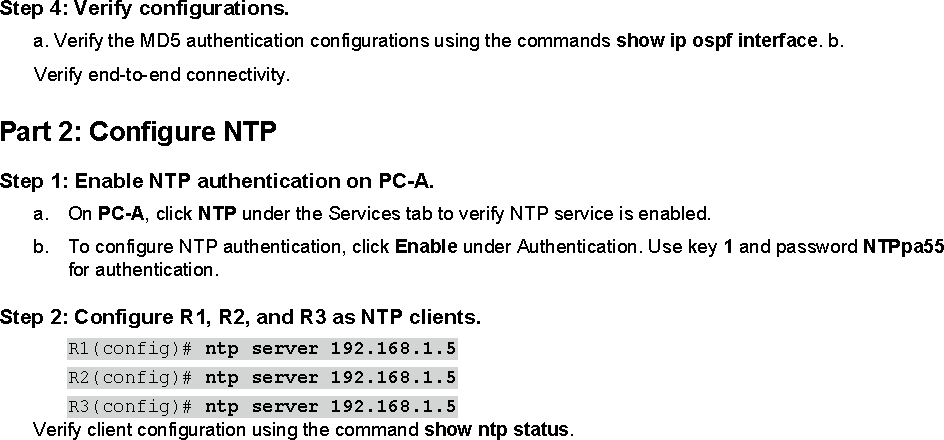 Step 4: Verify configurations.
a. Verify the MD5 authentication configurations using the commands show ip ospf interface. b.
Verify end-to-end connectivity.
Part 2: Configure NTP
Step 1: Enable NTP authentication on PC-A.
a. On PC-A, click NTP under the Services tab to verify NTP service is enabled.
b. To configure NTP authentication, click Enable under Authentication. Use key 1 and password NTPpa55
for authentication.
Step 2: Configure R1, R2, and R3 as NTP clients.
R1(config)# ntp server 192.168.1.5
R2(config)# ntp server 192.168.1.5
R3(config)# ntp server 192.168.1.5
Verify client configuration using the command show ntp status.